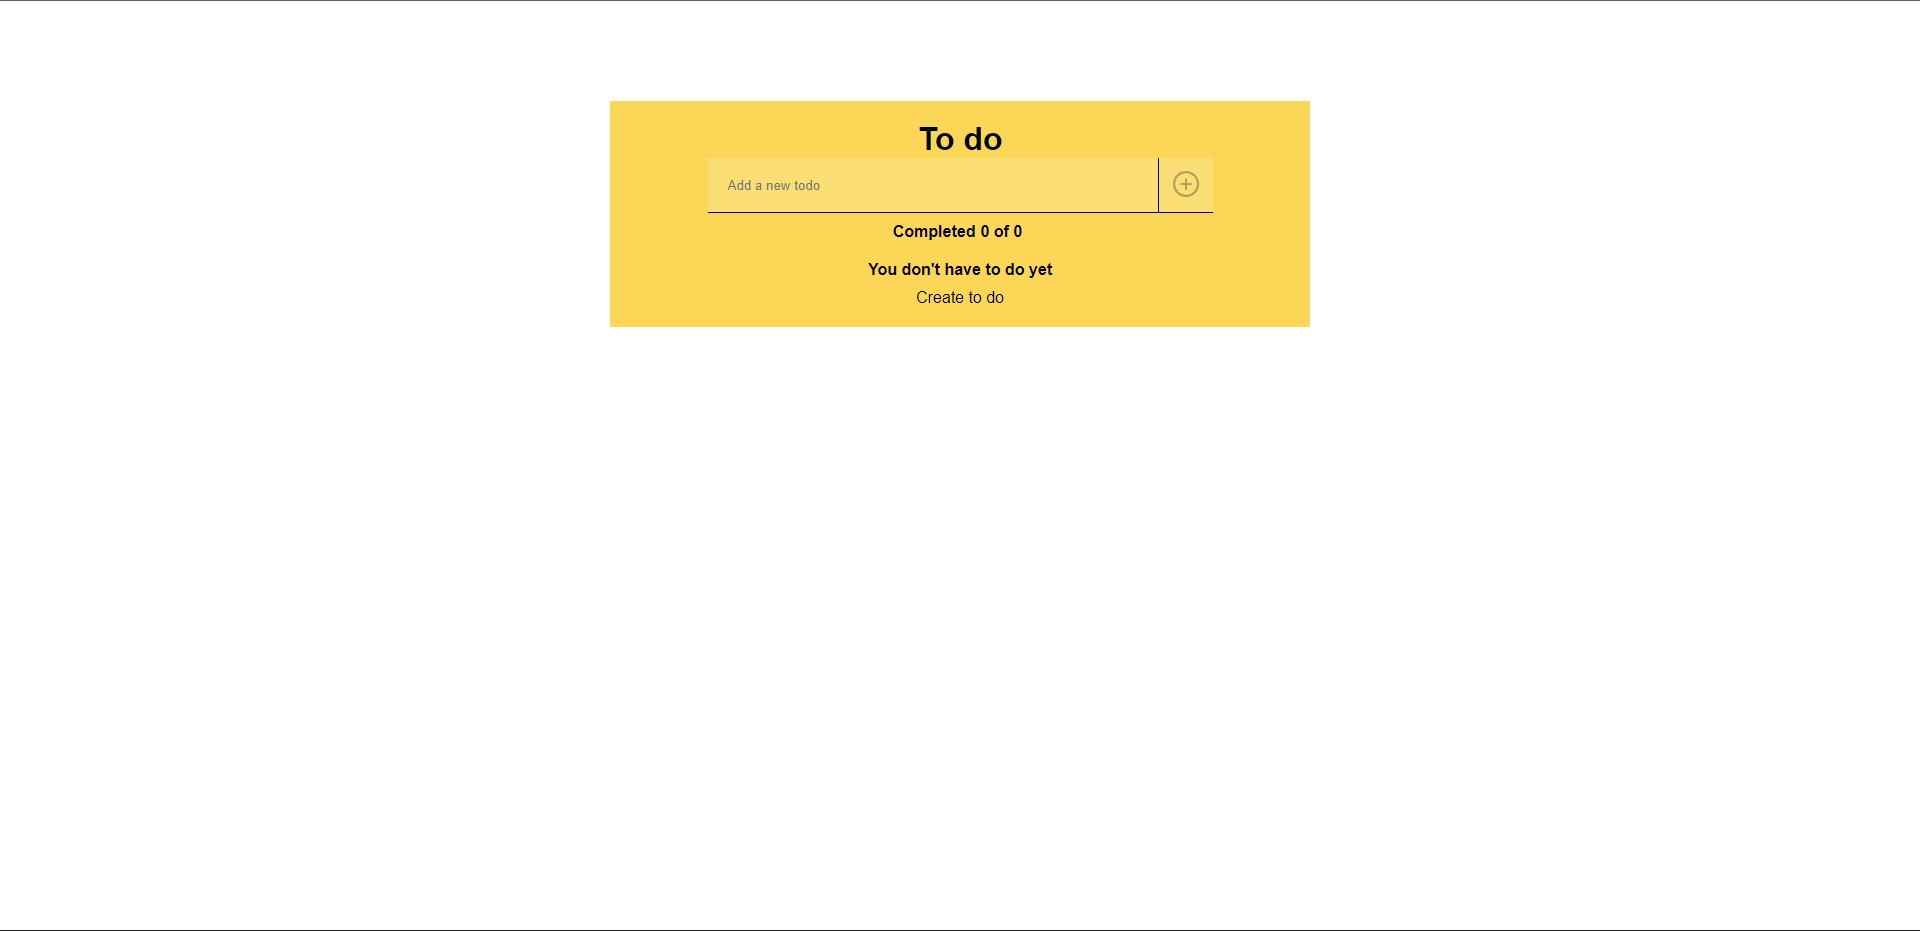 To do
Add a new todo
Completed 0 of 0
You don't have to do yet
Create to do